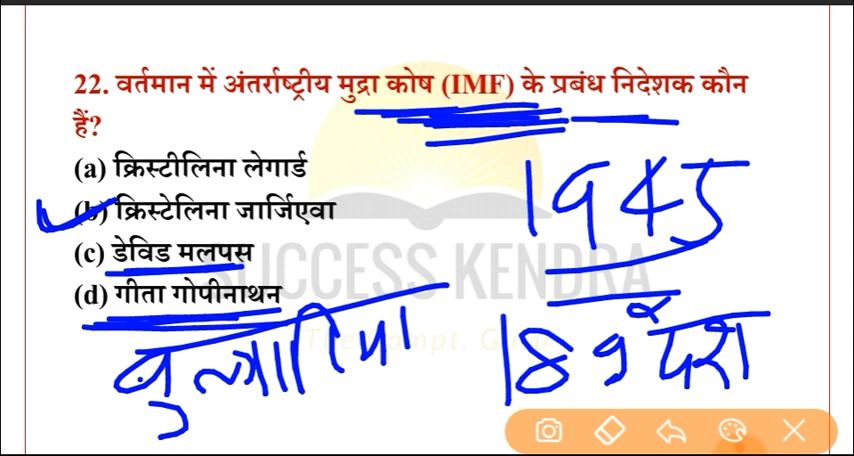 22. वर्तमान में अंतर्राष्ट्रीय मुद्रा कोष (IMF) के प्रबंध निदेशक कौन
हैं?
(a) क्रिस्टीलिना लेगार्ड
(b) क्रिस्टेलिना जार्जिएवा
(c) डेविड मलपस
(d) गीता गोपीनाथन
1945
SUCCESS KENDRA
बुल्गारिया
189 देश